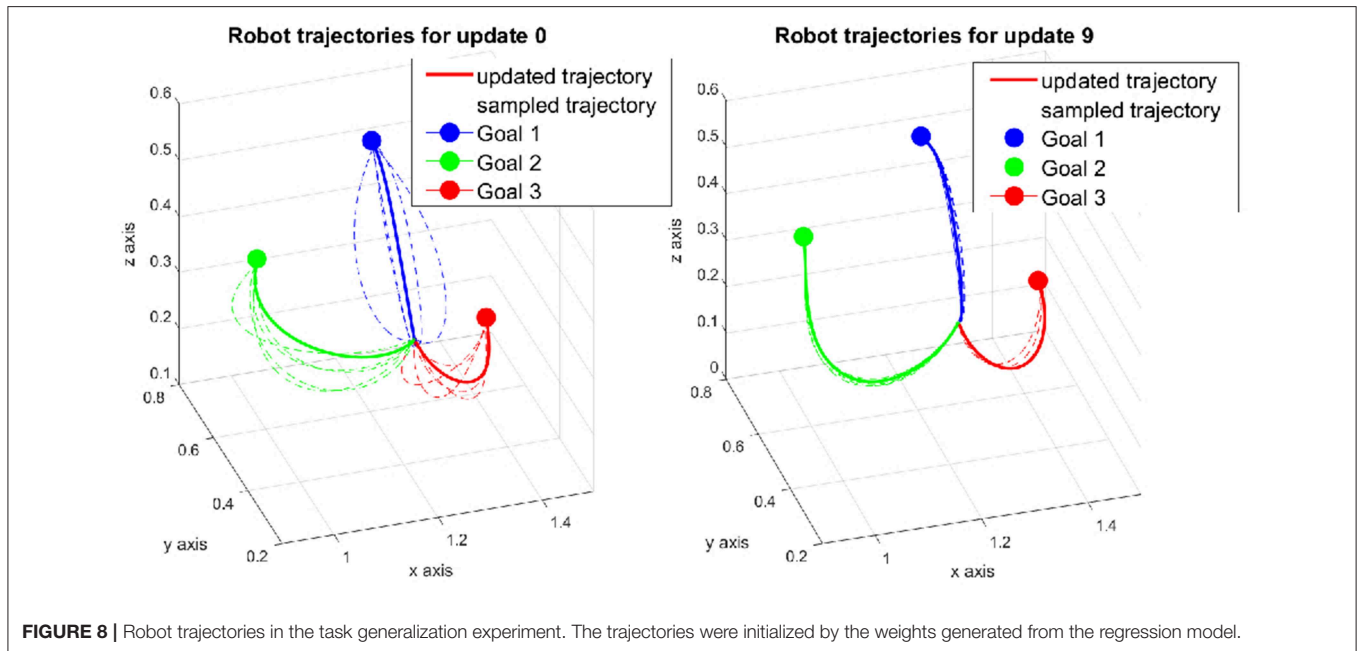 Robot trajectories for update 0
updated trajectory
sampled trajectory
Goal 1
Goal 2
Goal 3
z axis
0.6
0.5
0.4
0.3
0.2
0.1
0.8
0.6
0.4
0.2
y axis
1
1.2
1.4
x axis
Robot trajectories for update 9
updated trajectory
sampled trajectory
Goal 1
Goal 2
Goal 3
z axis
0.6
0.5
0.4
0.3
0.2
0.1
0
0.8
0.6
0.4
0.2
y axis
1
1.2
1.4
x axis
FIGURE 8 | Robot trajectories in the task generalization experiment. The trajectories were initialized by the weights generated from the regression model.